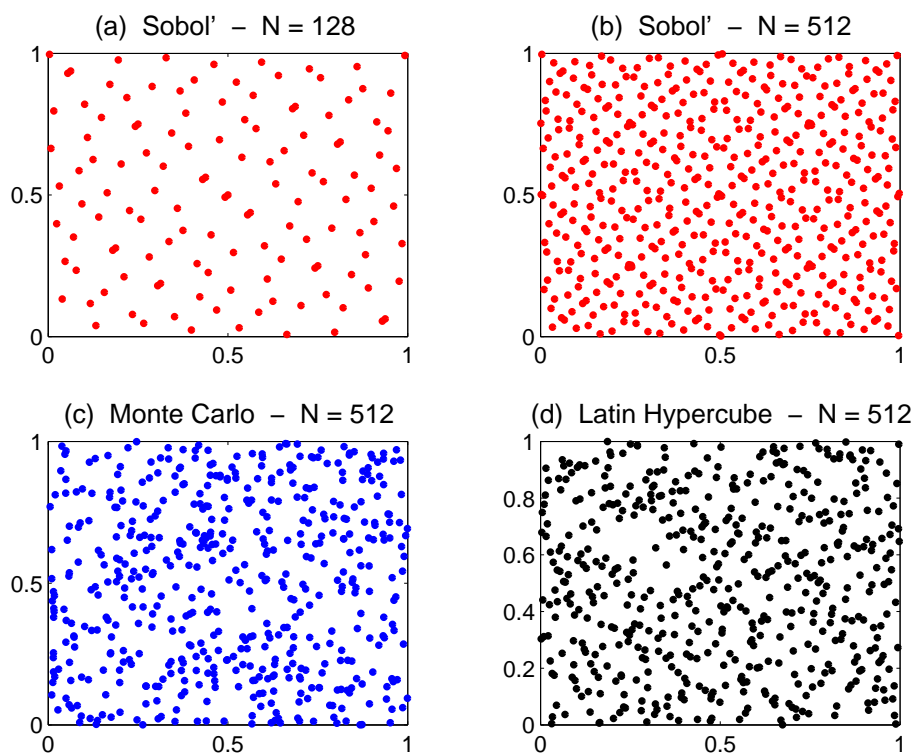 (a) Sobol' – N = 128
1
0.5
0
0 0.5 1
(b) Sobol' – N = 512
1
0.5
0
0 0.5 1
(c) Monte Carlo – N = 512
1
0.5
0
0 0.5 1
(d) Latin Hypercube – N = 512
1
0.8
0.6
0.4
0.2
0
0 0.5 1